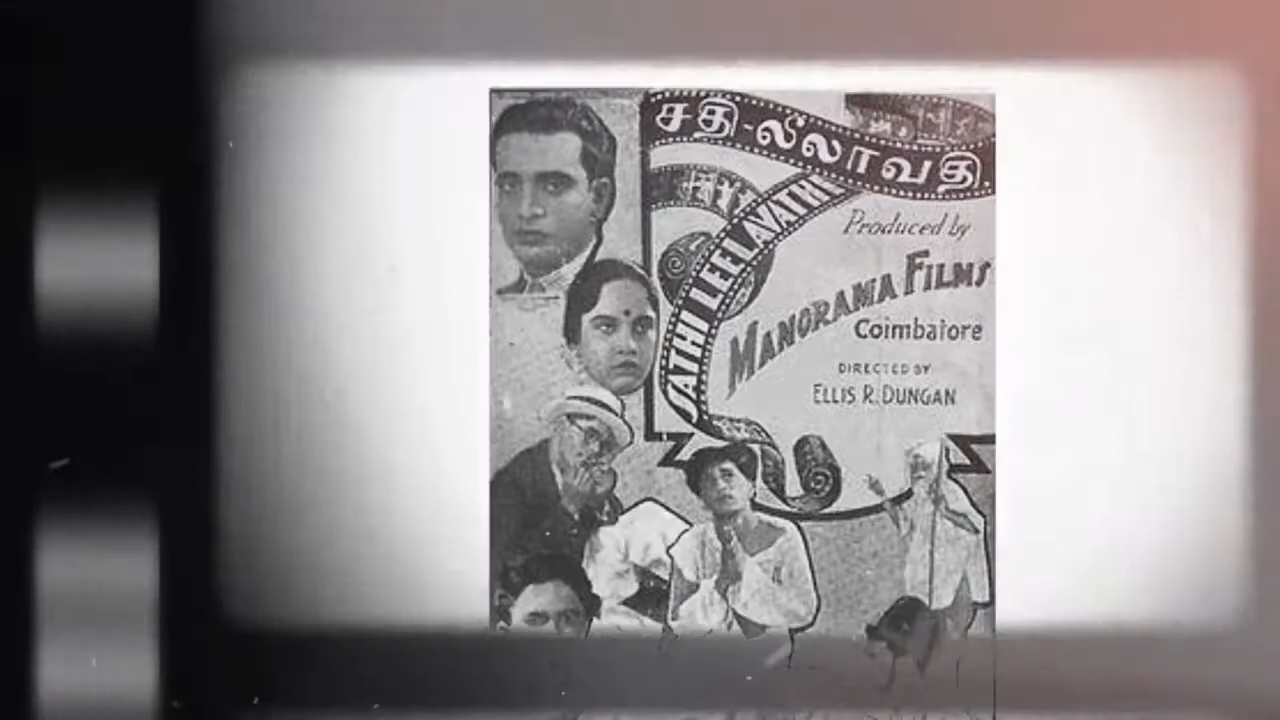 சதி-லீலாவதி.
SATHI LEELAVATHI
Produced by
MANORAMA FILMS
Coimbatore
DIRECTED BY
ELLIS R. DUNGAN